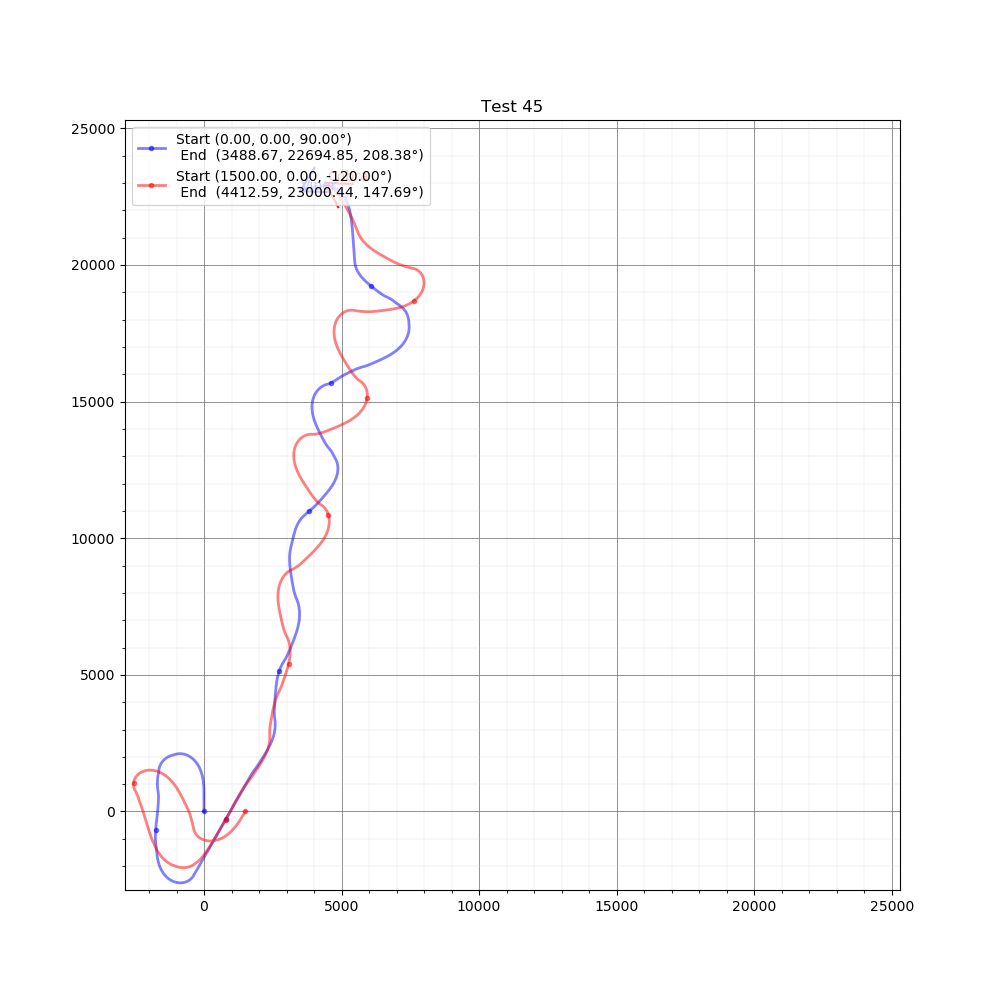 Test 45
25000
Start (0.00, 0.00, 90.00°)
End (3488.67, 22694.85, 208.38°)
Start (1500.00, 0.00, -120.00°)
End (4412.59, 23000.44, 147.69°)
20000
15000
10000
5000
0
0 5000 10000 15000 20000 25000